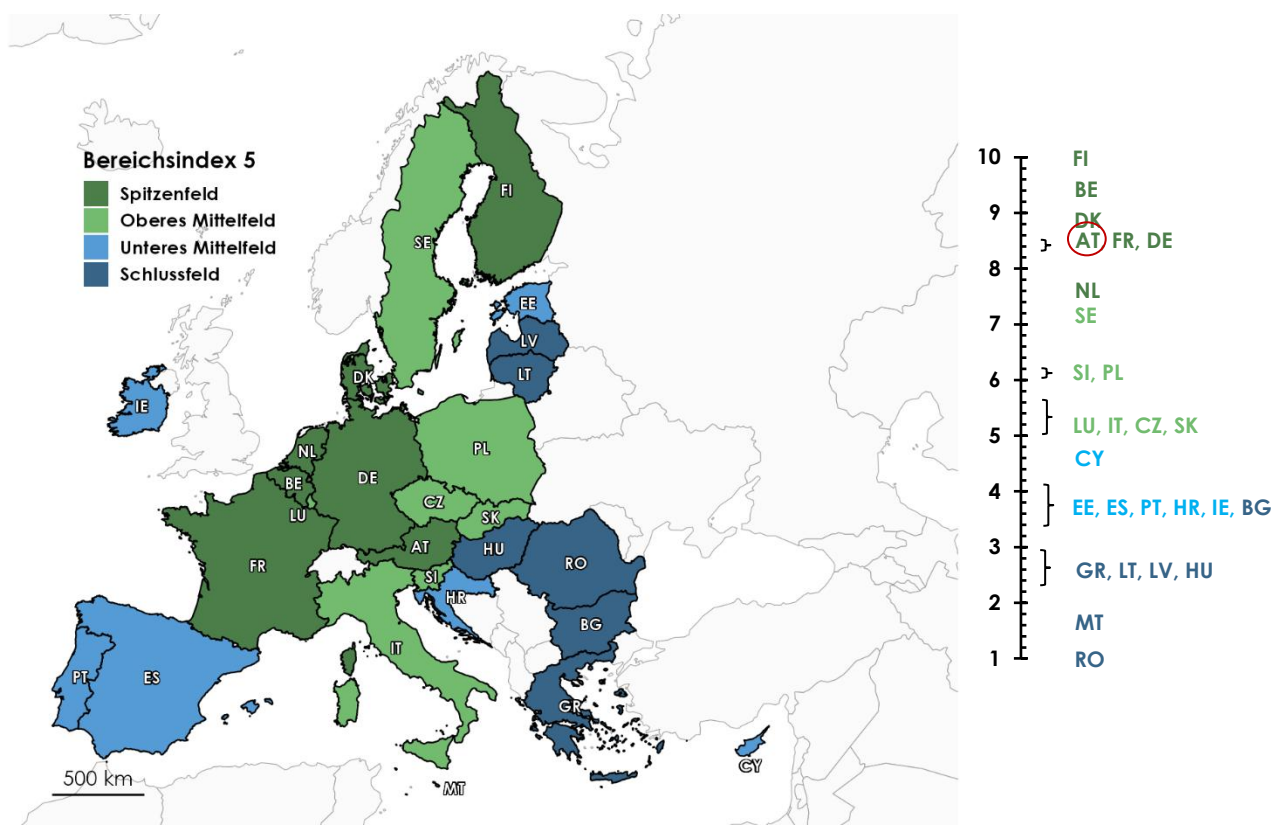 Bereichsindex 5
Spitzenfeld
Oberes Mittelfeld
Unteres Mittelfeld
Schlussfeld
FI
SE
EE
LV
LT
DK
IE
NL
PL
BE
DE
LU
CZ
SK
AT
HU
FR
SI
RO
HR
BG
IT
PT
ES
GR
CY
MT
500 km
10 FI
BE
9 DK
AT FR, DE
8
NL
7 SE
6 SI, PL
LU, IT, CZ, SK
5
CY
4
EE, ES, PT, HR, IE, BG
3
GR, LT, LV, HU
2
MT
1 RO